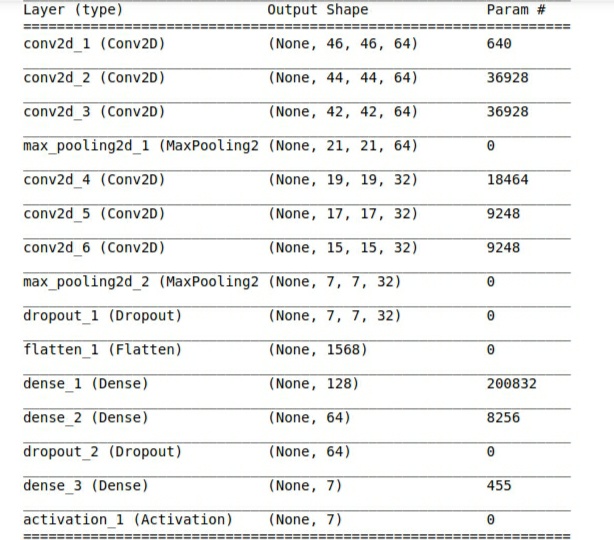 Layer (type) Output Shape Param #
=================================================================
conv2d_1 (Conv2D) (None, 46, 46, 64) 640
conv2d_2 (Conv2D) (None, 44, 44, 64) 36928
conv2d_3 (Conv2D) (None, 42, 42, 64) 36928
max_pooling2d_1 (MaxPooling2 (None, 21, 21, 64) 0
conv2d_4 (Conv2D) (None, 19, 19, 32) 18464
conv2d_5 (Conv2D) (None, 17, 17, 32) 9248
conv2d_6 (Conv2D) (None, 15, 15, 32) 9248
max_pooling2d_2 (MaxPooling2 (None, 7, 7, 32) 0
dropout_1 (Dropout) (None, 7, 7, 32) 0
flatten_1 (Flatten) (None, 1568) 0
dense_1 (Dense) (None, 128) 200832
dense_2 (Dense) (None, 64) 8256
dropout_2 (Dropout) (None, 64) 0
dense_3 (Dense) (None, 7) 455
activation_1 (Activation) (None, 7) 0
=================================================================